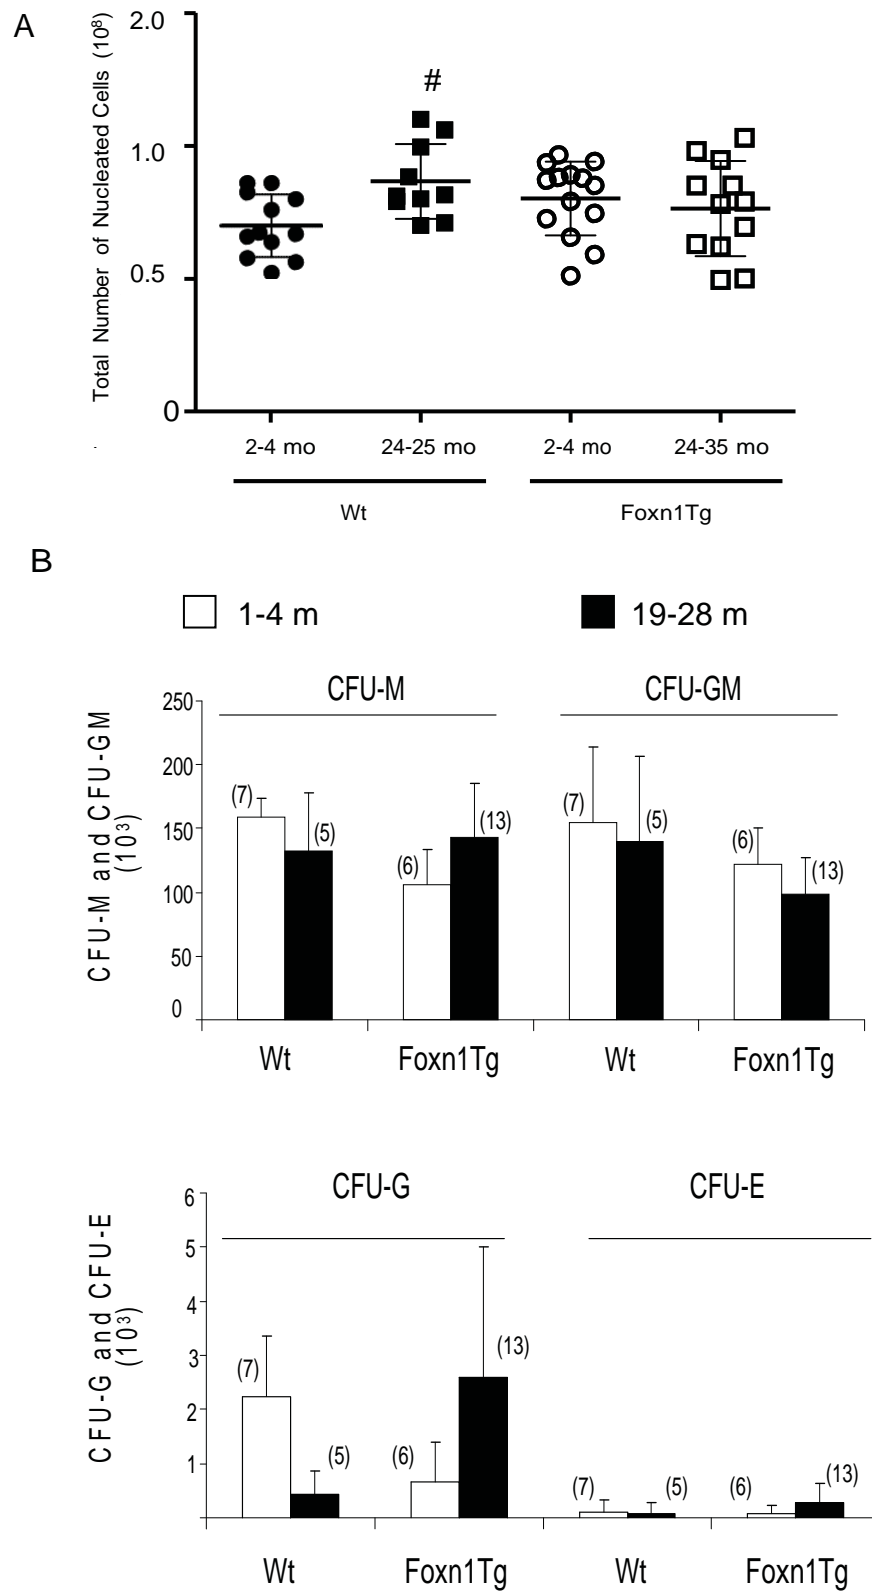 A
Total Number of Nucleated Cells (10⁸)
2.0
#
1.0
0.5
0
2-4 mo 24-25 mo 2-4 mo 24-35 mo
Wt Foxn1Tg
B
1-4 m 19-28 m
CFU-M CFU-GM
CFU-M and CFU-GM
(10³)
250
200
150
100
50
0
(7) (5) (6) (13) (7) (5) (6) (13)
Wt Foxn1Tg Wt Foxn1Tg
CFU-G CFU-E
CFU-G and CFU-E
(10³)
6
5
4
3
2
1
(7) (5) (6) (13) (7) (5) (6) (13)
Wt Foxn1Tg Wt Foxn1Tg